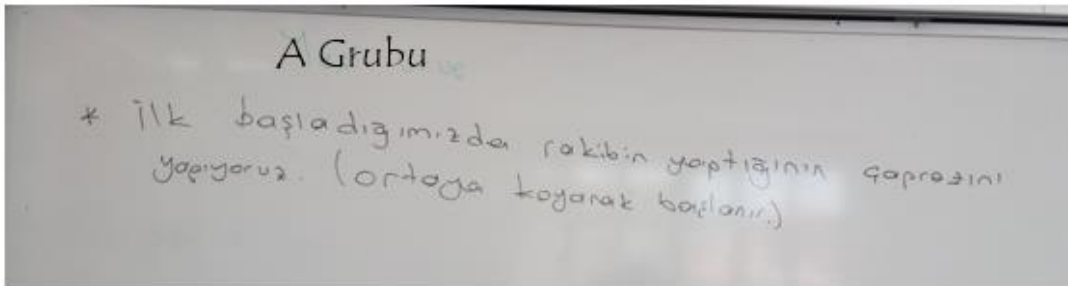 A Grubu
* İlk başladığımızda rakibin yaptığının çaprazını
yapıyoruz. (ortaya koyarak başlanır.)